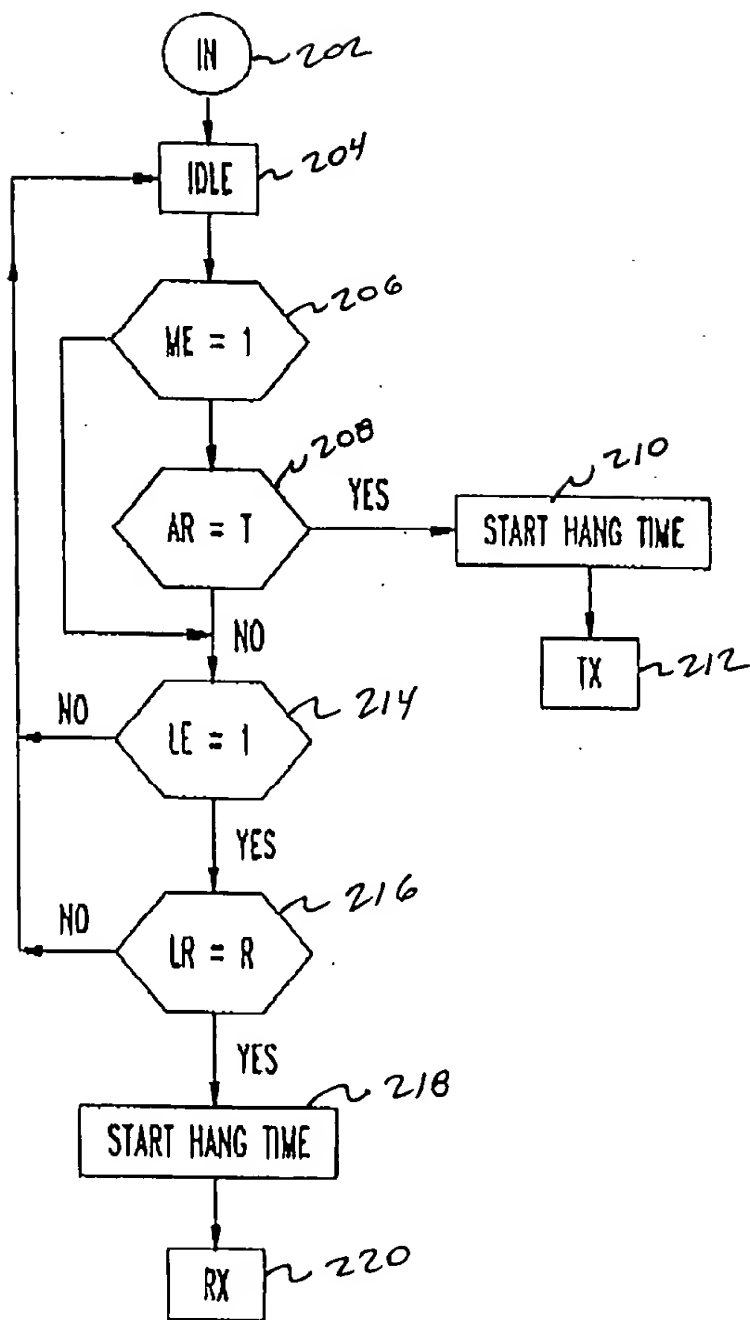 IN
202
IDLE
204
ME = 1
206
AR = T
208
YES
START HANG TIME
210
TX
212
NO
LE = 1
214
NO
YES
LR = R
216
NO
YES
START HANG TIME
218
RX
220